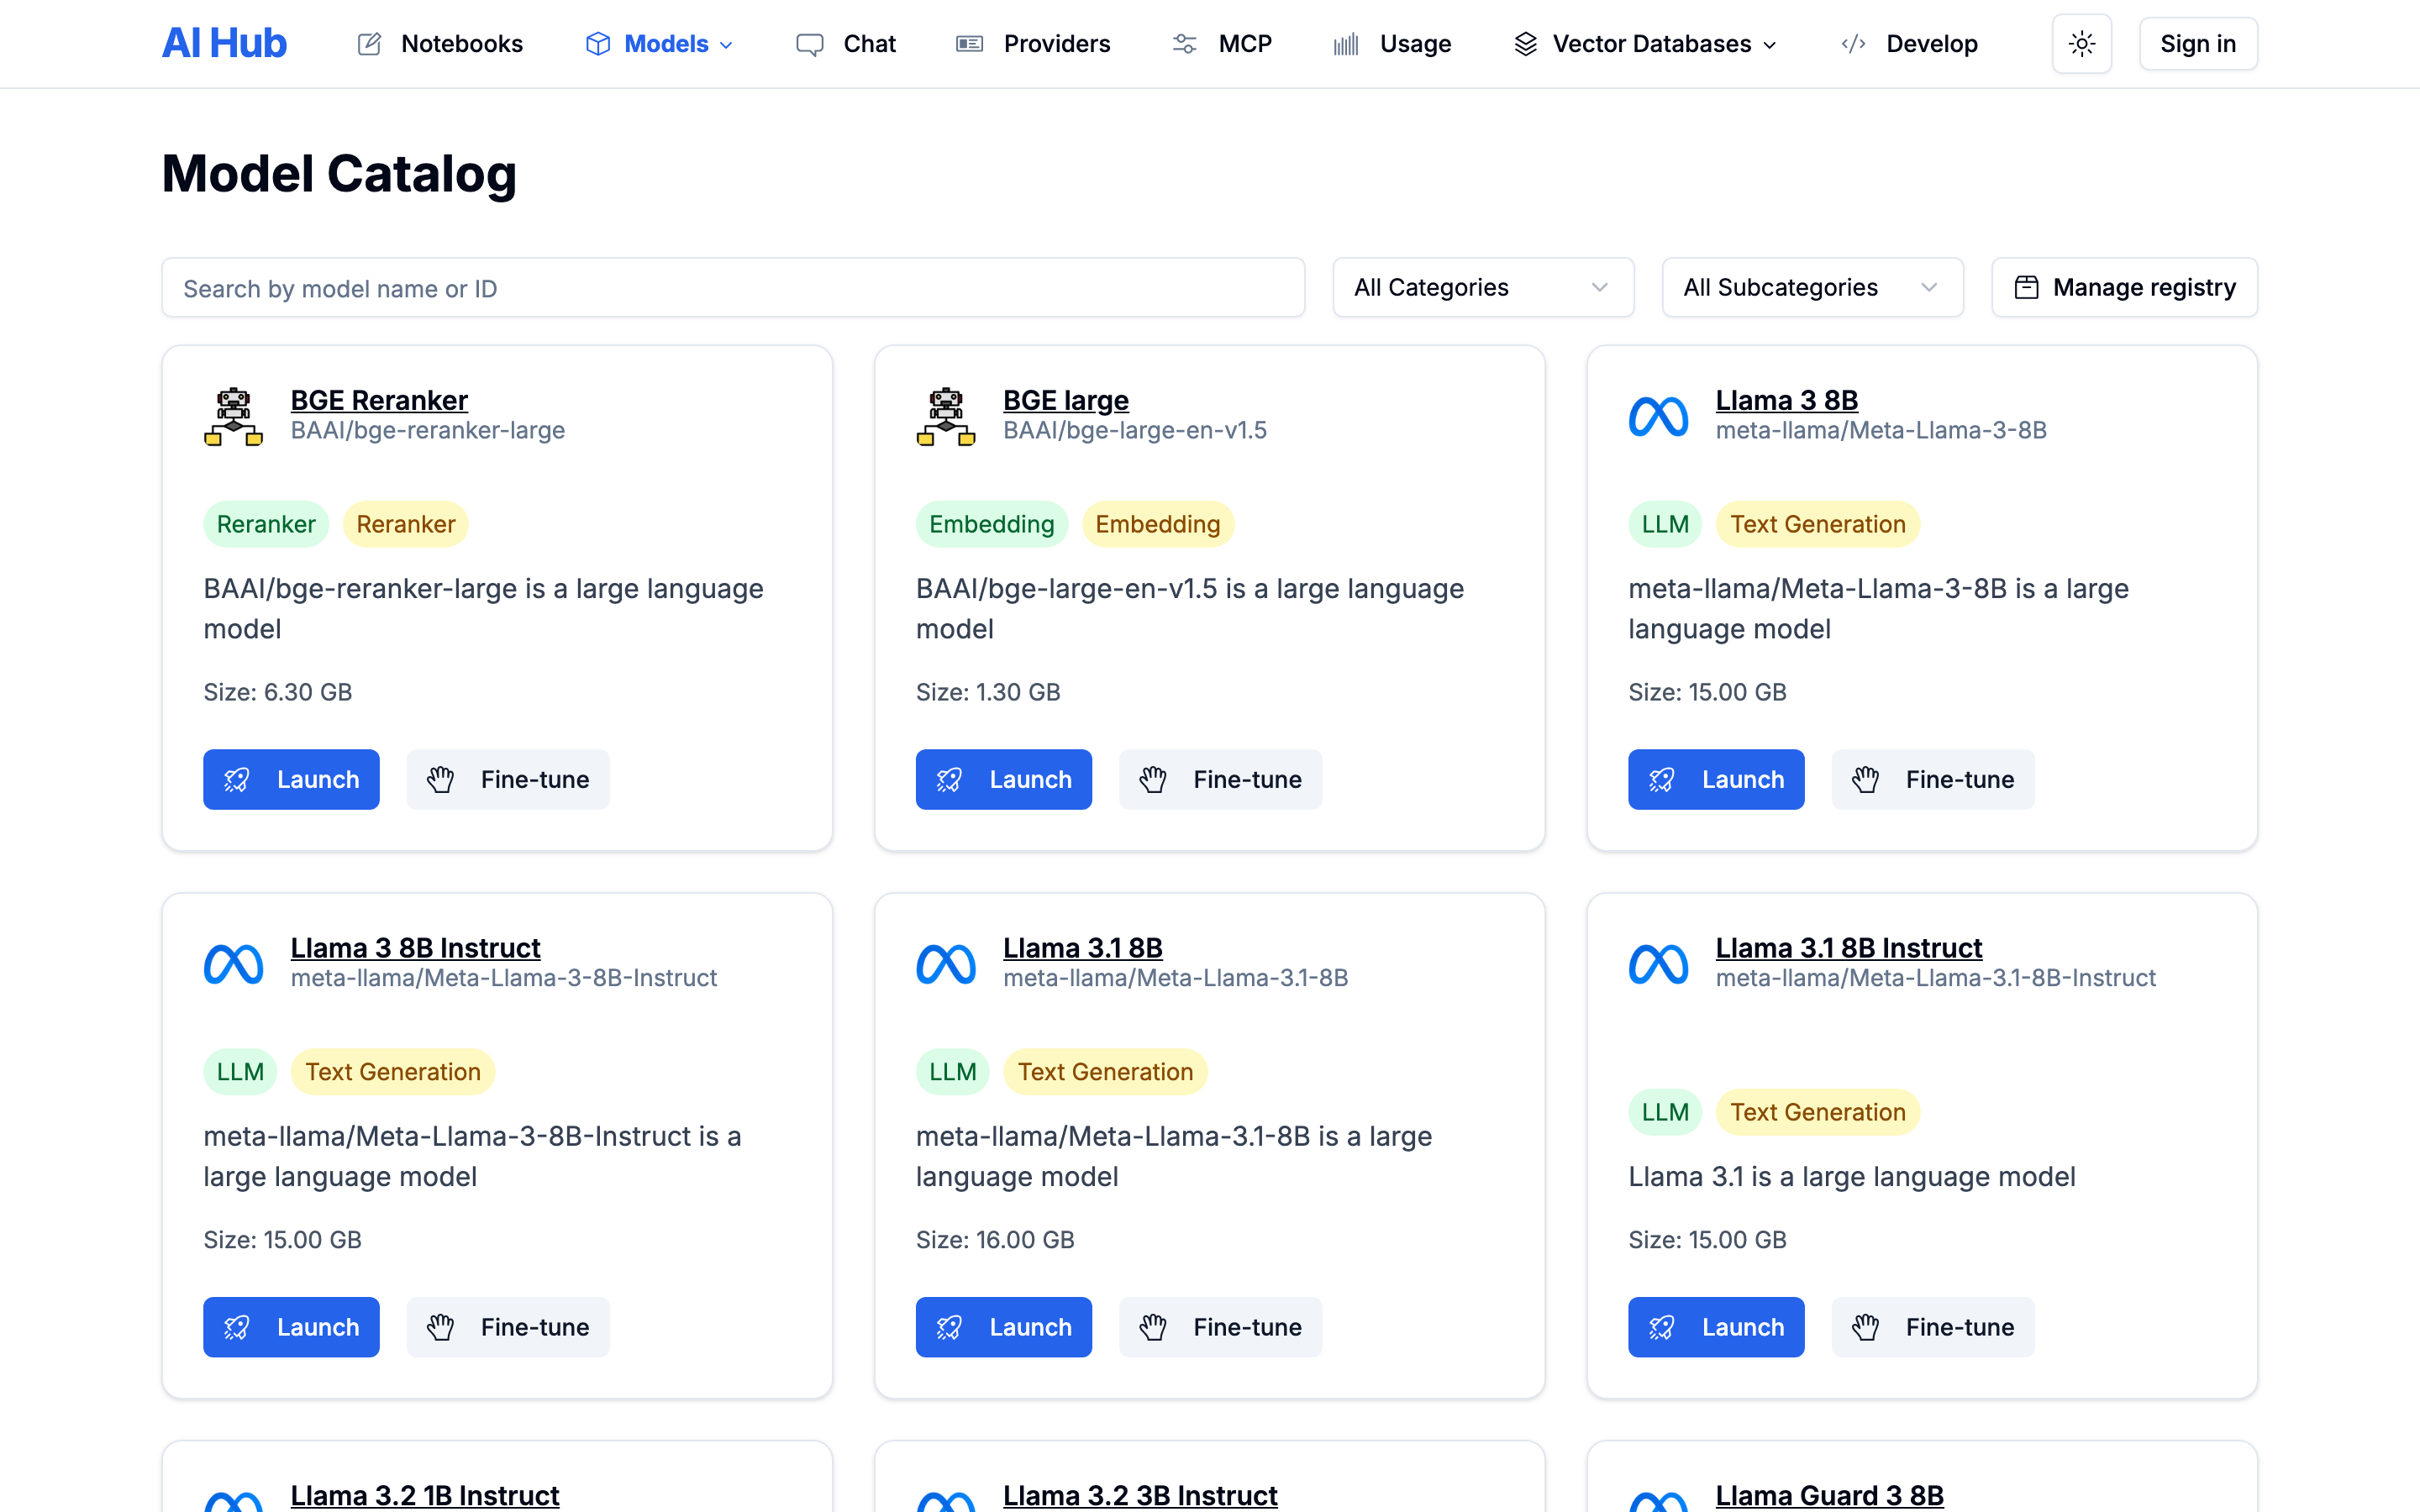 AI Hub
Notebooks
Models
Chat
Providers
MCP
Usage
Vector Databases
Develop
Sign in
Model Catalog
Search by model name or ID
All Categories
All Subcategories
Manage registry
BGE Reranker
BAAI/bge-reranker-large
Reranker
Reranker
BAAI/bge-reranker-large is a large language
model
Size: 6.30 GB
Launch
Fine-tune
BGE large
BAAI/bge-large-en-v1.5
Embedding
Embedding
BAAI/bge-large-en-v1.5 is a large language
model
Size: 1.30 GB
Launch
Fine-tune
Llama 3 8B
meta-llama/Meta-Llama-3-8B
LLM
Text Generation
meta-llama/Meta-Llama-3-8B is a large
language model
Size: 15.00 GB
Launch
Fine-tune
Llama 3 8B Instruct
meta-llama/Meta-Llama-3-8B-Instruct
LLM
Text Generation
meta-llama/Meta-Llama-3-8B-Instruct is a
large language model
Size: 15.00 GB
Launch
Fine-tune
Llama 3.1 8B
meta-llama/Meta-Llama-3.1-8B
LLM
Text Generation
meta-llama/Meta-Llama-3.1-8B is a large
language model
Size: 16.00 GB
Launch
Fine-tune
Llama 3.1 8B Instruct
meta-llama/Meta-Llama-3.1-8B-Instruct
LLM
Text Generation
Llama 3.1 is a large language model
Size: 15.00 GB
Launch
Fine-tune
Llama 3.2 1B Instruct
Llama 3.2 3B Instruct
Llama Guard 3 8B